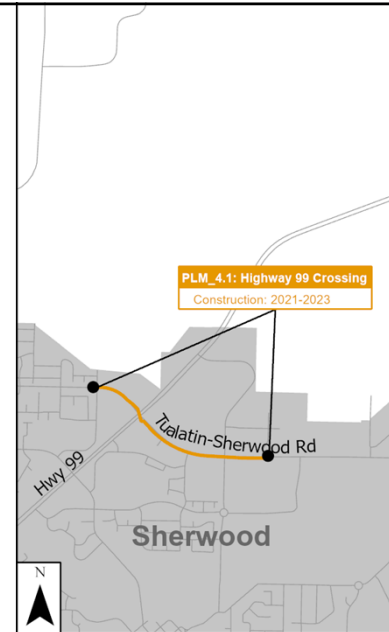 PLM_4.1: Highway 99 Crossing
Construction: 2021-2023
Tualatin-Sherwood Rd
Hwy 99
Sherwood
N